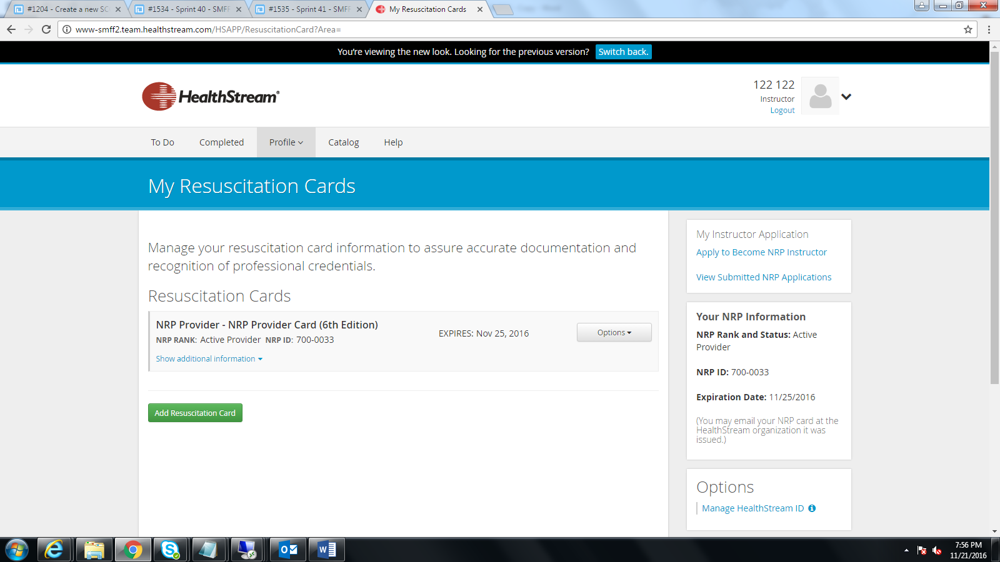 #1204 - Create a new SC
#1534 - Sprint 40 - SMFF
#1535 - Sprint 41 - SMFF
My Resuscitation Cards
www-smff2.team.healthstream.com/HSAPP/ResuscitationCard?Area=
You're viewing the new look. Looking for the previous version? Switch back.
HealthStream®
122 122
Instructor
Logout
To Do Completed Profile Catalog Help
My Resuscitation Cards
Manage your resuscitation card information to assure accurate documentation and
recognition of professional credentials.
Resuscitation Cards
NRP Provider - NRP Provider Card (6th Edition)
NRP RANK: Active Provider NRP ID: 700-0033
Show additional information
EXPIRES: Nov 25, 2016
Options
Add Resuscitation Card
My Instructor Application
Apply to Become NRP Instructor
View Submitted NRP Applications
Your NRP Information
NRP Rank and Status: Active
Provider
NRP ID: 700-0033
Expiration Date: 11/25/2016
(You may email your NRP card at the
HealthStream organization it was
issued.)
Options
Manage HealthStream ID
7:56 PM
11/21/2016